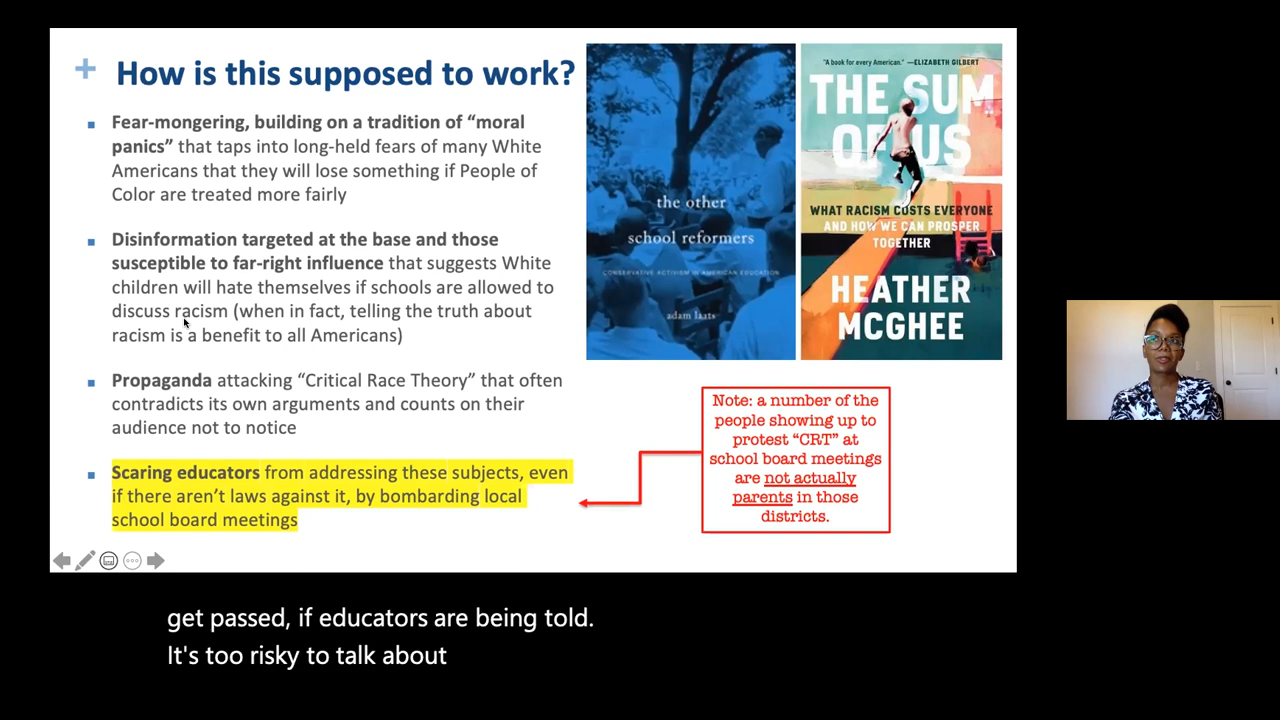 + How is this supposed to work?
▪ Fear-mongering, building on a tradition of “moral
panics” that taps into long-held fears of many White
Americans that they will lose something if People of
Color are treated more fairly
▪ Disinformation targeted at the base and those
susceptible to far-right influence that suggests White
children will hate themselves if schools are allowed to
discuss racism (when in fact, telling the truth about
racism is a benefit to all Americans)
▪ Propaganda attacking “Critical Race Theory” that often
contradicts its own arguments and counts on their
audience not to notice
▪ Scaring educators from addressing these subjects, even
if there aren’t laws against it, by bombarding local
school board meetings
the other
school reformers
CONSERVATIVE ACTIVISM IN AMERICAN EDUCATION
adam laats
"A book for every American." —ELIZABETH GILBERT
THE SUM
OF US
WHAT RACISM COSTS EVERYONE
AND HOW WE CAN PROSPER
TOGETHER
HEATHER
MCGHEE
Note: a number of the
people showing up to
protest “CRT” at
school board meetings
are not actually
parents in those
districts.
get passed, if educators are being told.
It's too risky to talk about